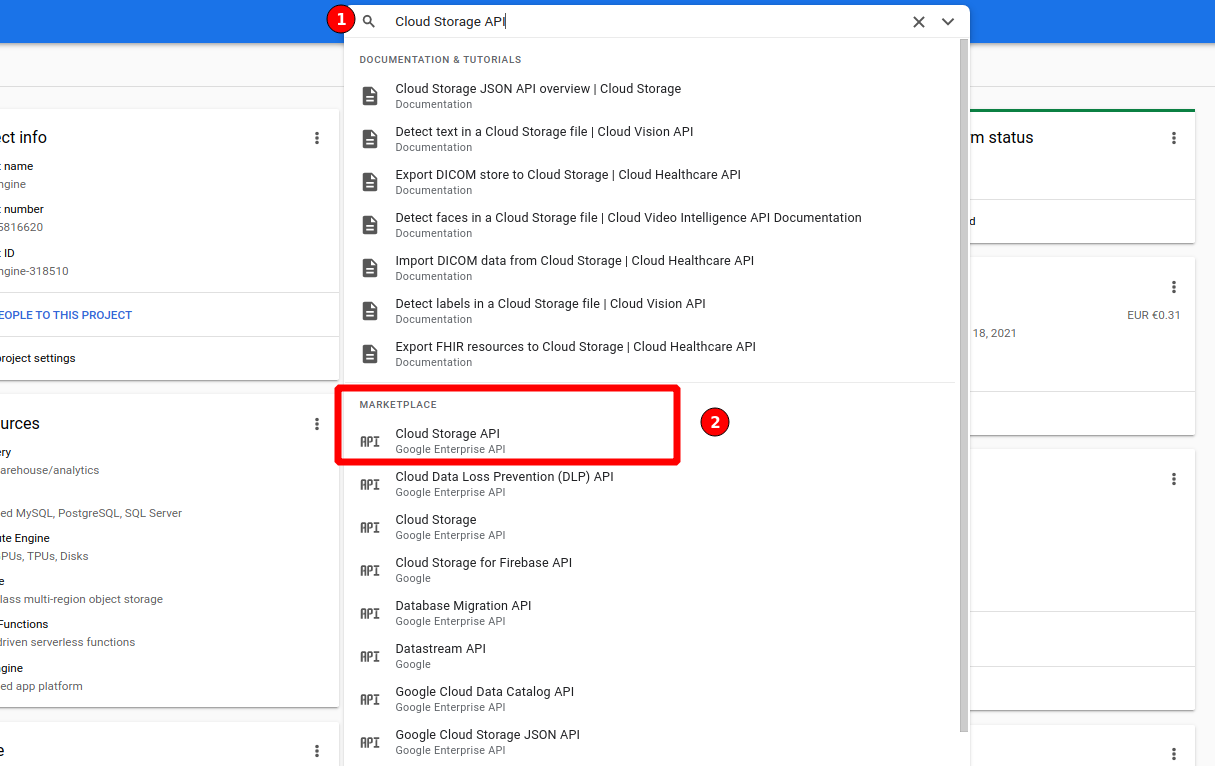 1
Cloud Storage API
DOCUMENTATION & TUTORIALS
Cloud Storage JSON API overview | Cloud Storage
Documentation
Detect text in a Cloud Storage file | Cloud Vision API
Documentation
Export DICOM store to Cloud Storage | Cloud Healthcare API
Documentation
Detect faces in a Cloud Storage file | Cloud Video Intelligence API Documentation
Documentation
Import DICOM data from Cloud Storage | Cloud Healthcare API
Documentation
Detect labels in a Cloud Storage file | Cloud Vision API
Documentation
Export FHIR resources to Cloud Storage | Cloud Healthcare API
Documentation
MARKETPLACE
2
API Cloud Storage API
Google Enterprise API
API Cloud Data Loss Prevention (DLP) API
Google Enterprise API
API Cloud Storage
Google Enterprise API
API Cloud Storage for Firebase API
Google
API Database Migration API
Google Enterprise API
API Datastream API
Google
API Google Cloud Data Catalog API
Google Enterprise API
API Google Cloud Storage JSON API
Google Enterprise API
ect info
t name
ngine
t number
5816620
t ID
ngine-318510
EOPLE TO THIS PROJECT
project settings
urces
ery
arehouse/analytics
ed MySQL, PostgreSQL, SQL Server
ute Engine
PUs, TPUs, Disks
e
lass multi-region object storage
Functions
driven serverless functions
ngine
ed app platform
e
m status
d
EUR €0.31
18, 2021